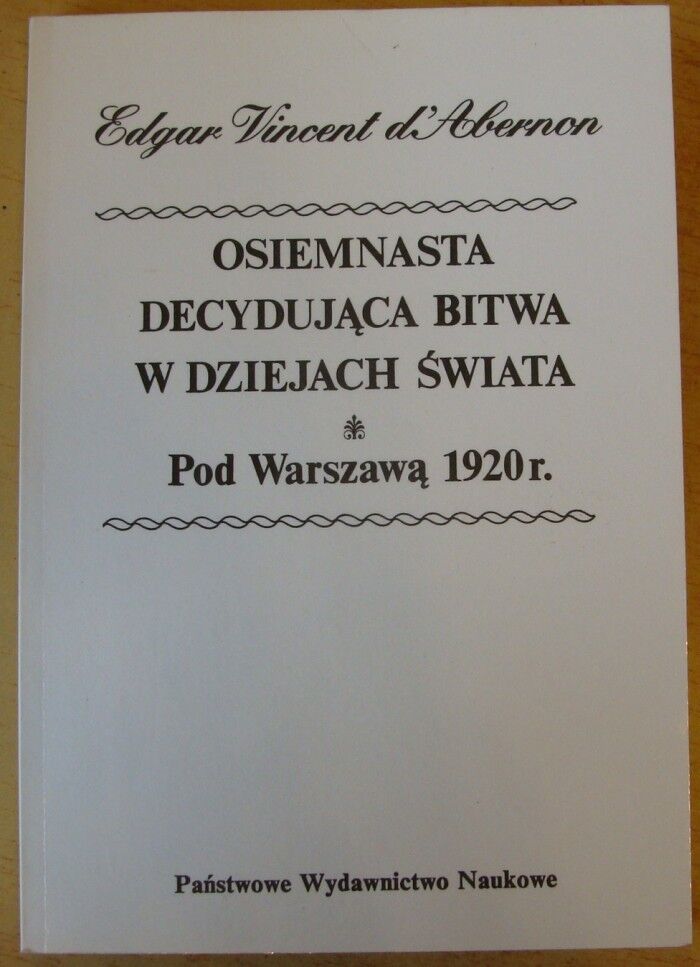 Edgar Vincent d'Abernon
OSIEMNASTA
DECYDUJĄCA BITWA
W DZIEJACH ŚWIATA
Pod Warszawą 1920 r.
Państwowe Wydawnictwo Naukowe